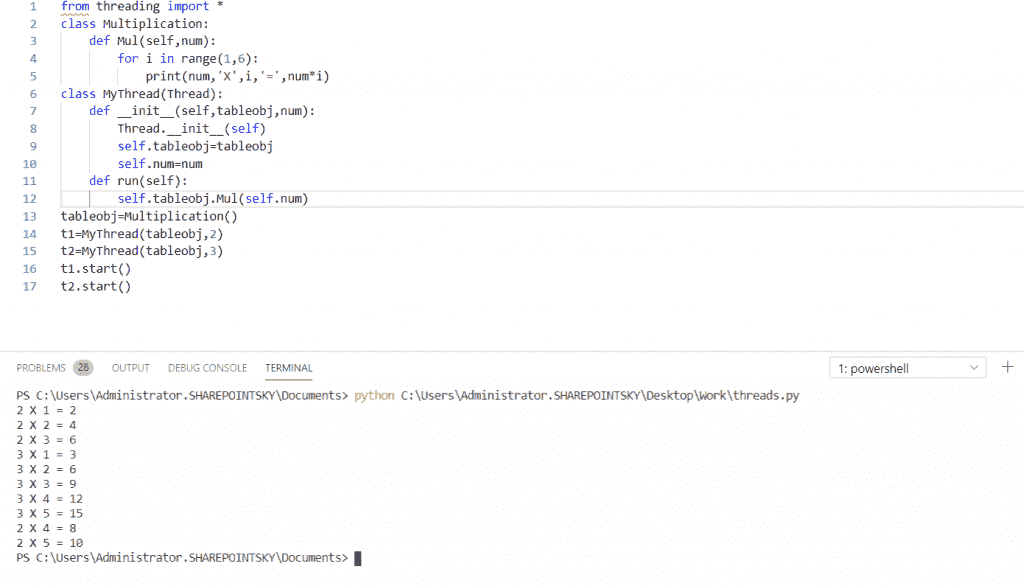 1 from threading import *
2 class Multiplication:
3     def Mul(self,num):
4         for i in range(1,6):
5             print(num,'X',i,'=',num*i)
6 class MyThread(Thread):
7     def __init__(self,tableobj,num):
8         Thread.__init__(self)
9         self.tableobj=tableobj
10         self.num=num
11     def run(self):
12         self.tableobj.Mul(self.num)
13 tableobj=Multiplication()
14 t1=MyThread(tableobj,2)
15 t2=MyThread(tableobj,3)
16 t1.start()
17 t2.start()
PROBLEMS 28 OUTPUT DEBUG CONSOLE TERMINAL 1: powershell
PS C:\Users\Administrator.SHAREPOINTSKY\Documents> python C:\Users\Administrator.SHAREPOINTSKY\Desktop\Work\threads.py
2 X 1 = 2
2 X 2 = 4
2 X 3 = 6
3 X 1 = 3
3 X 2 = 6
3 X 3 = 9
3 X 4 = 12
3 X 5 = 15
2 X 4 = 8
2 X 5 = 10
PS C:\Users\Administrator.SHAREPOINTSKY\Documents>